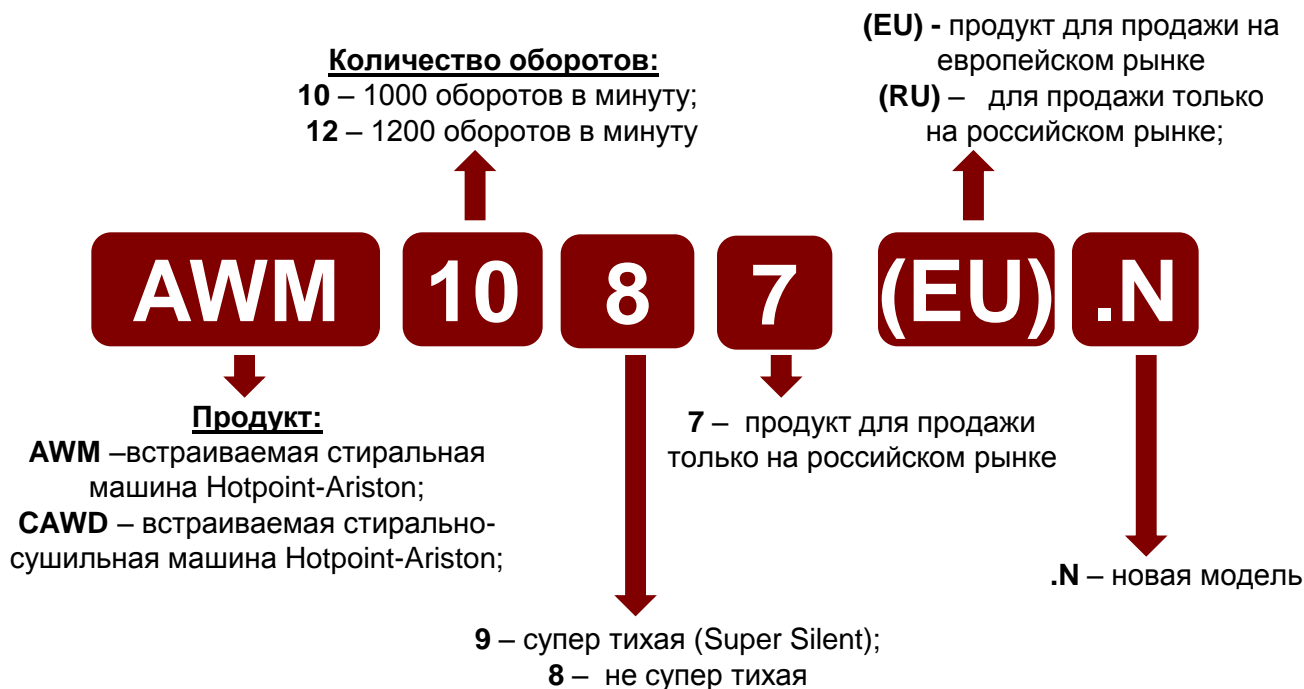 Количество оборотов:
10 – 1000 оборотов в минуту;
12 – 1200 оборотов в минуту
(EU) - продукт для продажи на
европейском рынке
(RU) – для продажи только
на российском рынке;
AWM 10 8 7 (EU) .N
Продукт:
AWM –встраиваемая стиральная
машина Hotpoint-Ariston;
CAWD – встраиваемая стирально-
сушильная машина Hotpoint-Ariston;
7 – продукт для продажи
только на российском рынке
.N – новая модель
9 – супер тихая (Super Silent);
8 – не супер тихая